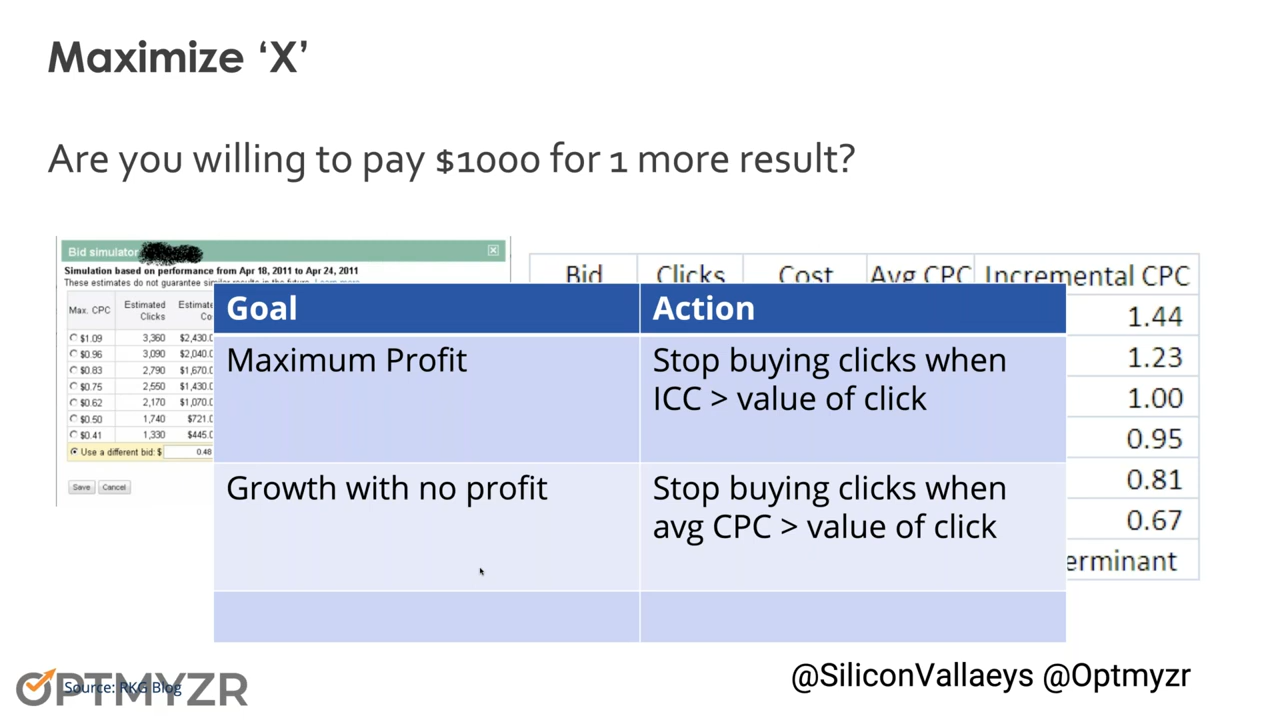 Maximize ‘X’
Are you willing to pay $1000 for 1 more result?
Bid simulator
Simulation based on performance from Apr 18, 2011 to Apr 24, 2011
These estimates do not guarantee
Max. CPC Estimated Clicks
$1.09 3,360 $2,430.0
$0.96 3,090 $2,040.0
$0.83 2,790 $1,670.0
$0.75 2,550 $1,430.0
$0.62 2,170 $1,070.0
$0.50 1,740 $721.0
$0.41 1,330 $445.0
Use a different bid: $ 0.48
Save Cancel
Bid Clicks Cost Avg CPC Incremental CPC
1.44
1.23
1.00
0.95
0.81
0.67
erminant
Goal Action
Maximum Profit Stop buying clicks when
ICC > value of click
Growth with no profit Stop buying clicks when
avg CPC > value of click
OPTMYZR
Source: RKG Blog
@SiliconVallaeys @Optmyzr